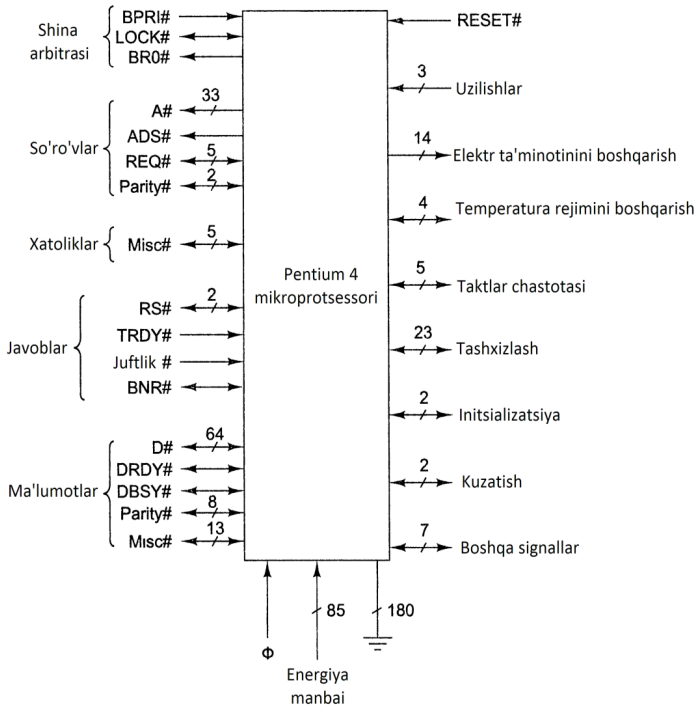 Shina
arbitrasi
BPRI#
LOCK#
BR0#
So'ro'vlar
33
A#
ADS#
5
REQ#
2
Parity#
Xatoliklar
5
Misc#
Javoblar
2
RS#
TRDY#
Juftlik #
BNR#
Ma'lumotlar
64
D#
DRDY#
DBSY#
8
Parity#
13
Misc#
Pentium 4
mikroprotsessori
RESET#
3
Uzilishlar
14
Elektr ta'minotinini boshqarish
4
Temperatura rejimini boshqarish
5
Taktlar chastotasi
23
Tashxizlash
2
Initsializatsiya
2
Kuzatish
7
Boshqa signallar
Φ
85
Energiya
manbai
180